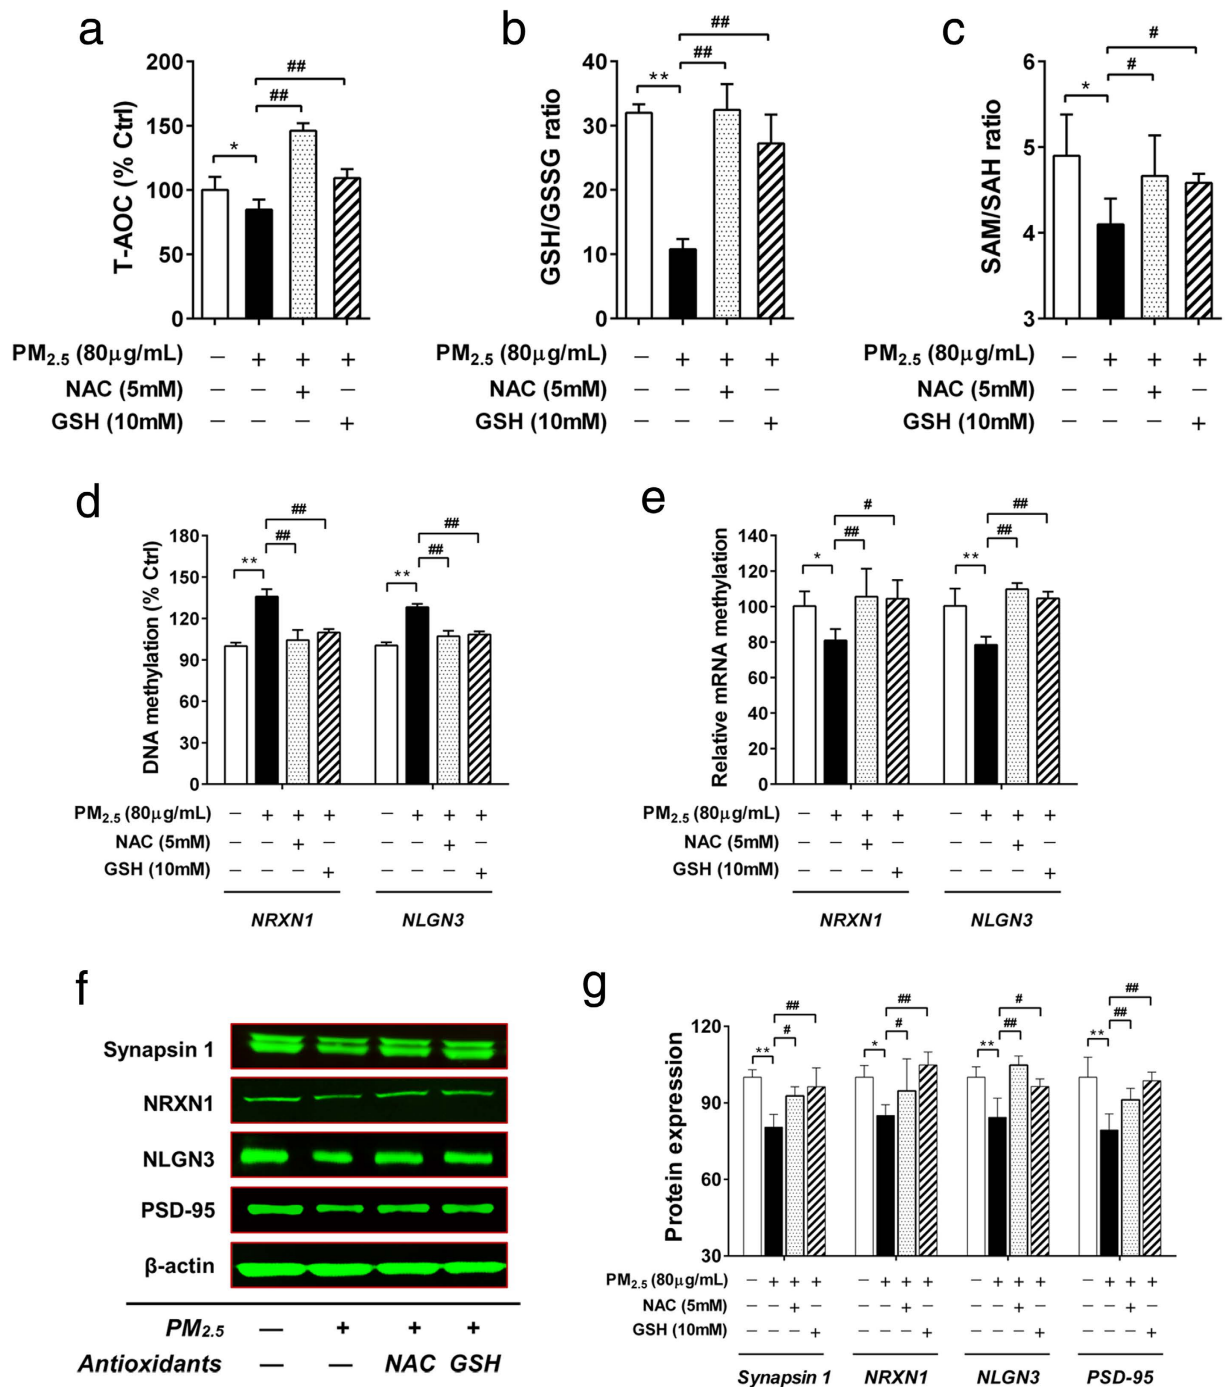 a
T-AOC (% Ctrl)
200
150
100
50
0
*
##
##
PM2.5 (80μg/mL) – + + +
NAC (5mM) – – + –
GSH (10mM) – – – +
b
GSH/GSSG ratio
40
30
20
10
0
**
##
##
PM2.5 (80μg/mL) – + + +
NAC (5mM) – – + –
GSH (10mM) – – – +
c
SAM/SAH ratio
6
5
4
3
*
#
#
PM2.5 (80μg/mL) – + + +
NAC (5mM) – – + –
GSH (10mM) – – – +
d
DNA methylation (% Ctrl)
180
150
120
90
60
30
0
**
##
##
**
##
##
PM2.5 (80μg/mL) – + + + – + + +
NAC (5mM) – – + – – – + –
GSH (10mM) – – – + – – – +
NRXN1 NLGN3
e
Relative mRNA methylation
140
120
100
80
60
40
20
0
*
##
#
**
##
##
PM2.5 (80μg/mL) – + + + – + + +
NAC (5mM) – – + – – – + –
GSH (10mM) – – – + – – – +
NRXN1 NLGN3
f
Synapsin 1
NRXN1
NLGN3
PSD-95
β-actin
PM2.5 — + + +
Antioxidants — — NAC GSH
g
Protein expression
120
90
60
30
**
#
##
*
#
##
**
##
#
**
##
##
PM2.5 (80μg/mL) – + + + – + + + – + + + – + + +
NAC (5mM) – – + – – – + – – – + – – – + –
GSH (10mM) – – – + – – – + – – – + – – – +
Synapsin 1 NRXN1 NLGN3 PSD-95